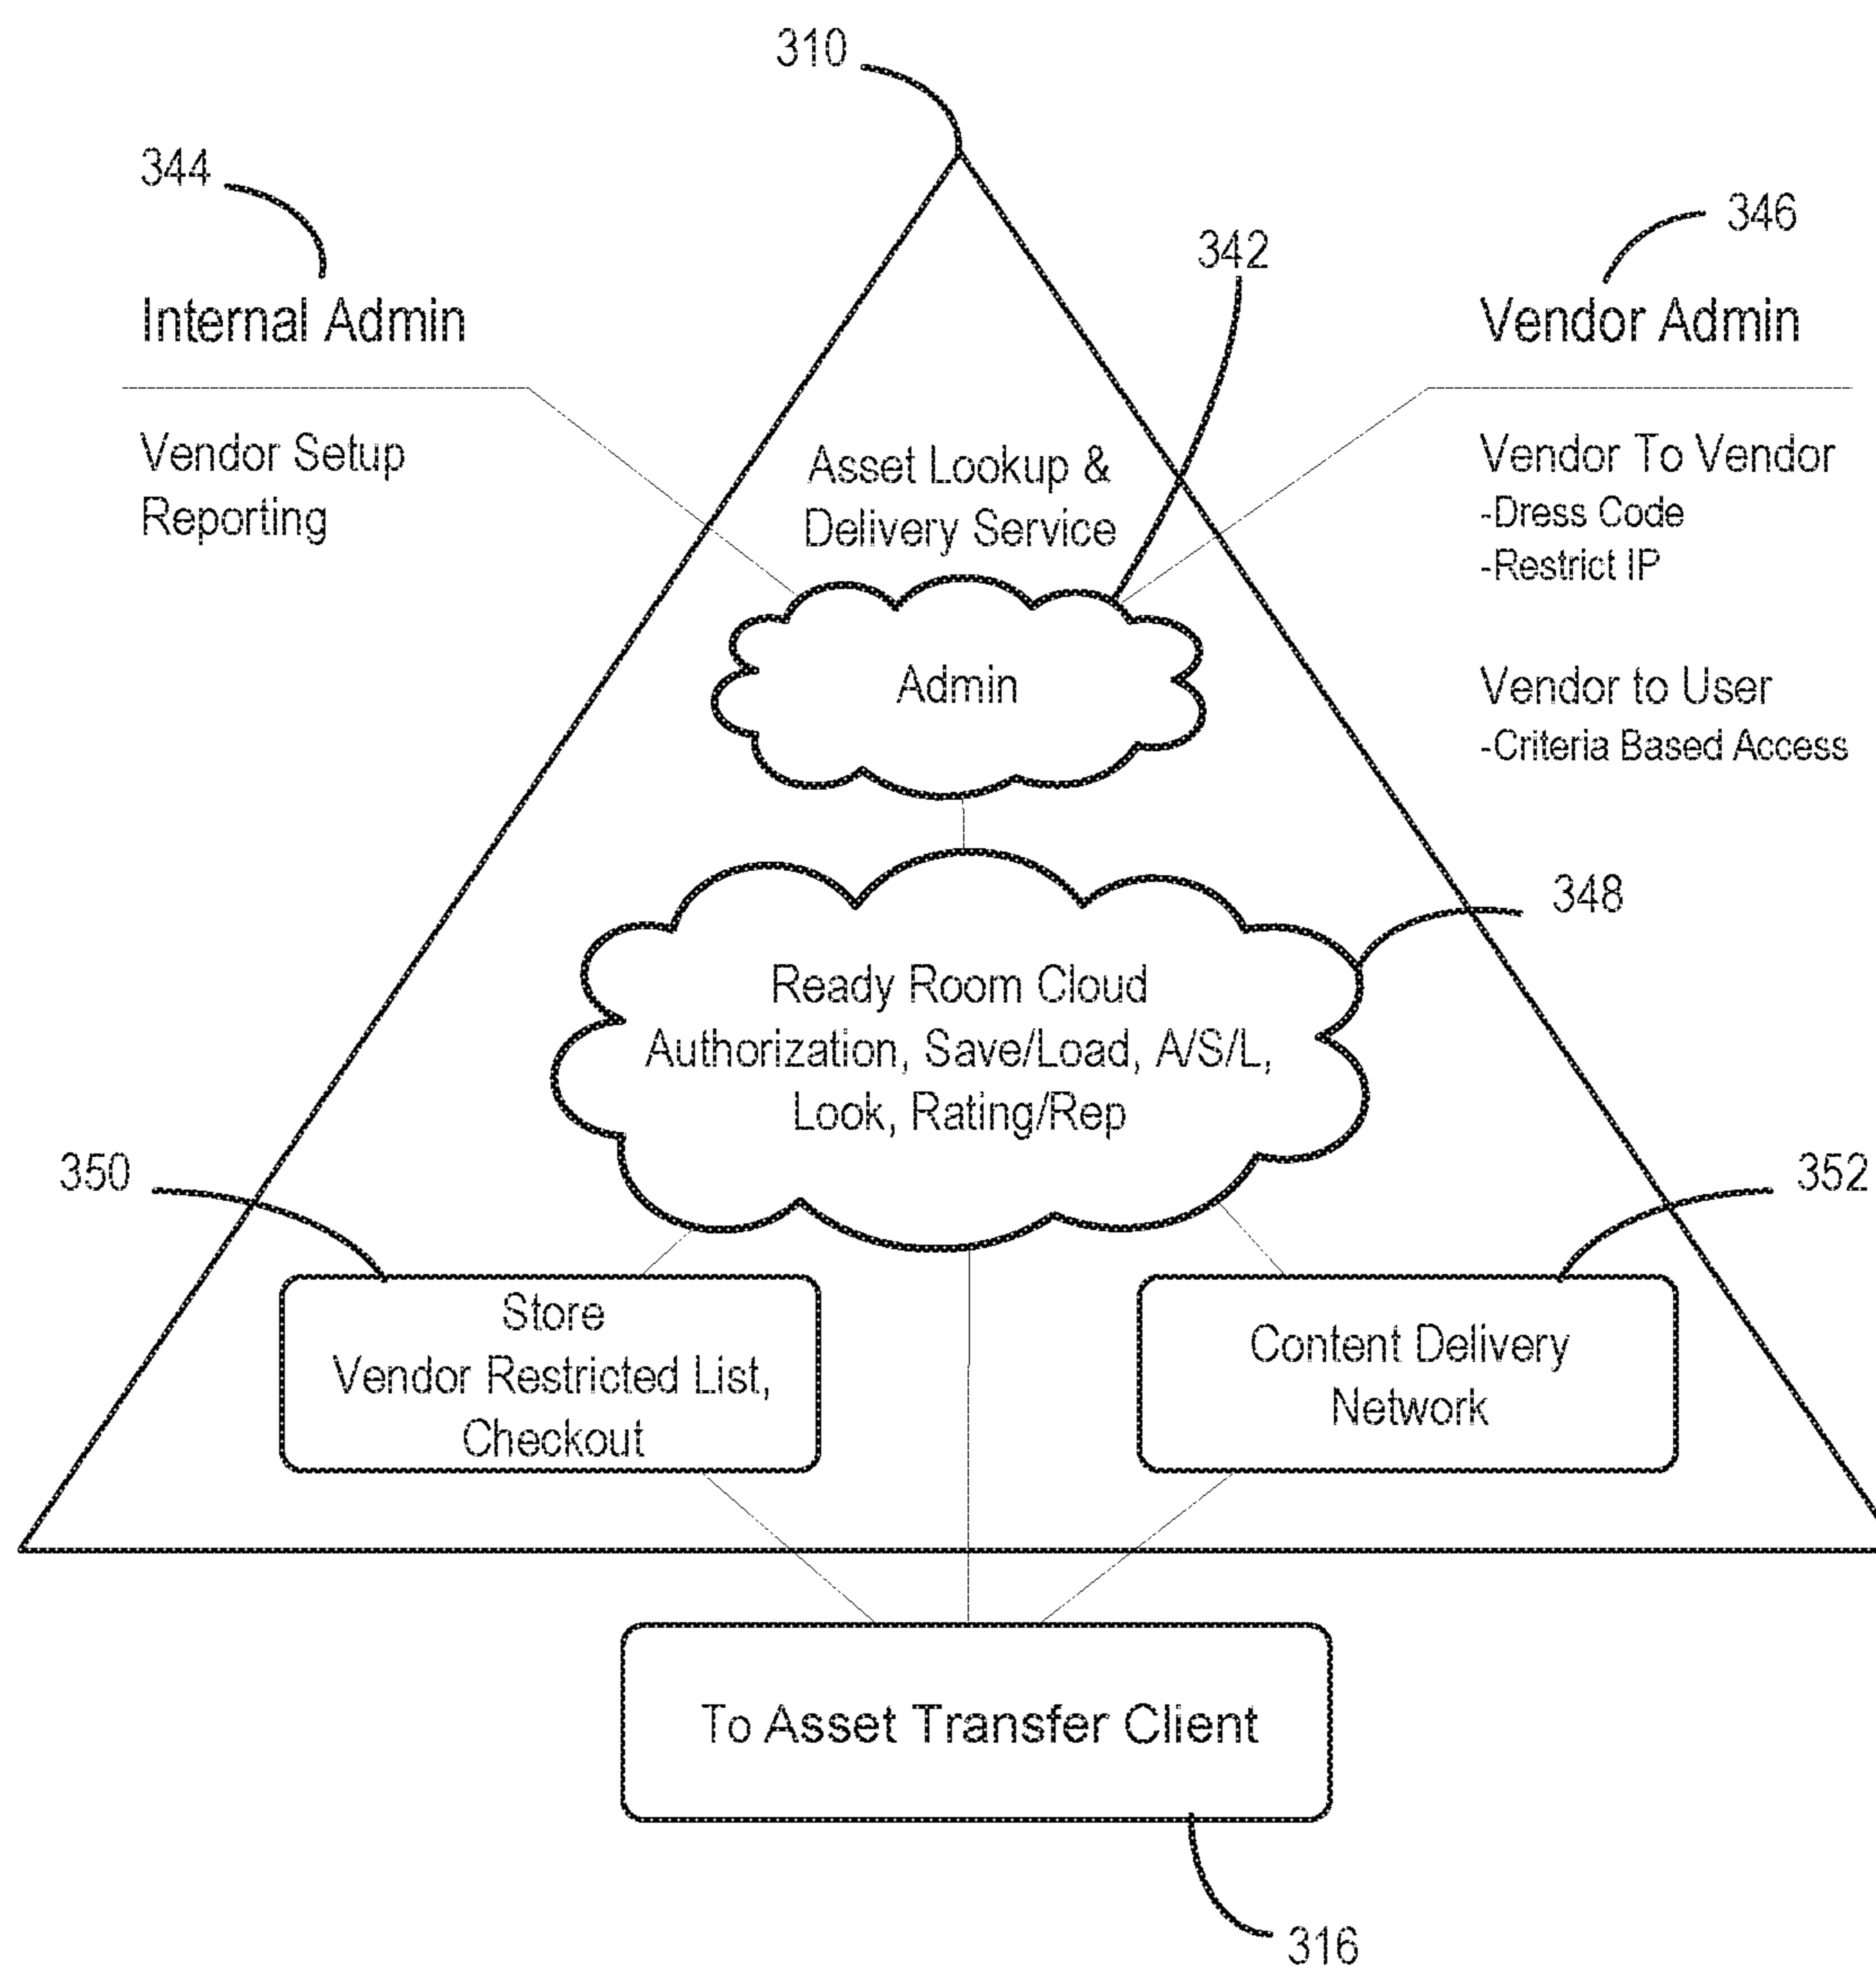 310
344
346
342
Internal Admin
Vendor Admin
Vendor Setup
Reporting
Asset Lookup &
Delivery Service
Vendor To Vendor
-Dress Code
-Restrict IP
Admin
Vendor to User
-Criteria Based Access
348
Ready Room Cloud
Authorization, Save/Load, A/S/L,
Look, Rating/Rep
350
352
Store
Vendor Restricted List,
Checkout
Content Delivery
Network
To Asset Transfer Client
316